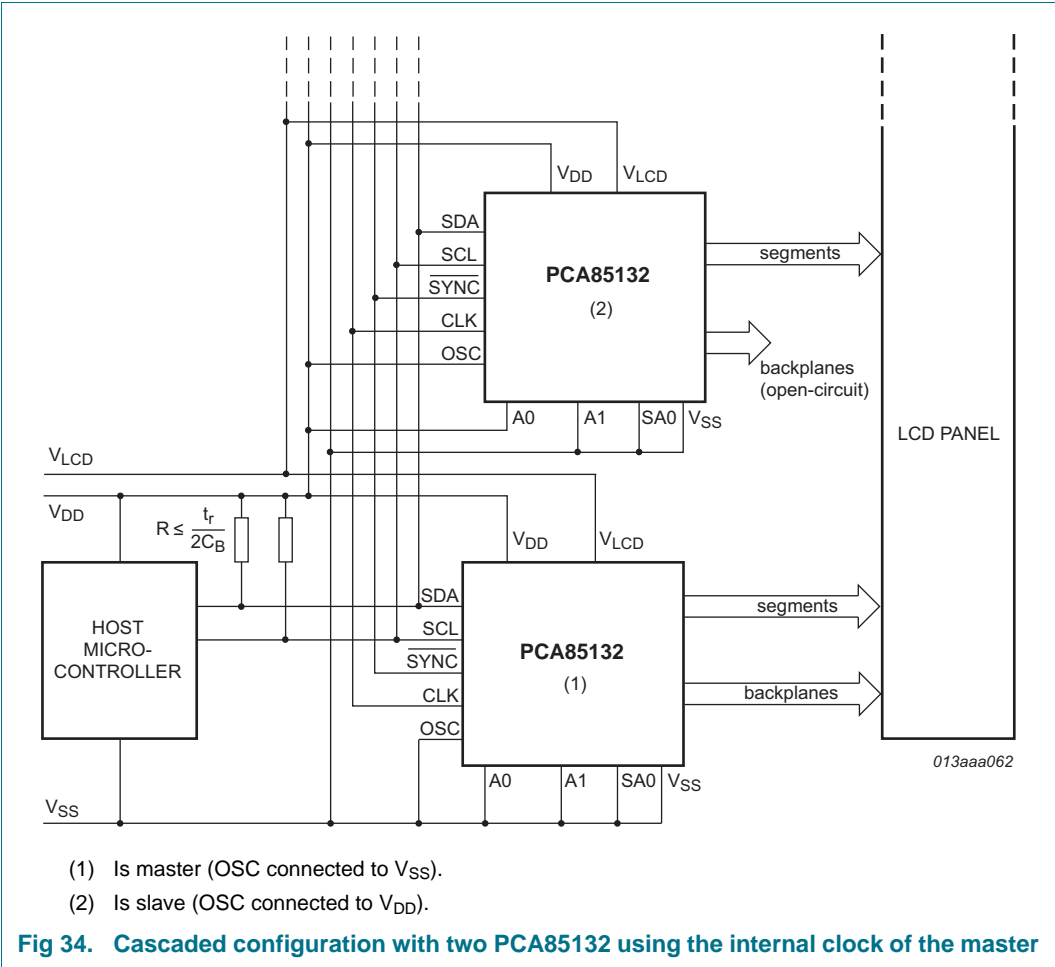 VDD
VLCD
SDA
SCL
SYNC
CLK
OSC
PCA85132
(2)
segments
backplanes
(open-circuit)
A0
A1
SA0
VSS
LCD PANEL
VLCD
VDD
R ≤ tr
2CB
VDD
VLCD
HOST
MICRO-
CONTROLLER
SDA
SCL
SYNC
CLK
OSC
PCA85132
(1)
segments
backplanes
A0
A1
SA0
VSS
013aaa062
VSS
(1) Is master (OSC connected to VSS).
(2) Is slave (OSC connected to VDD).
Fig 34. Cascaded configuration with two PCA85132 using the internal clock of the master